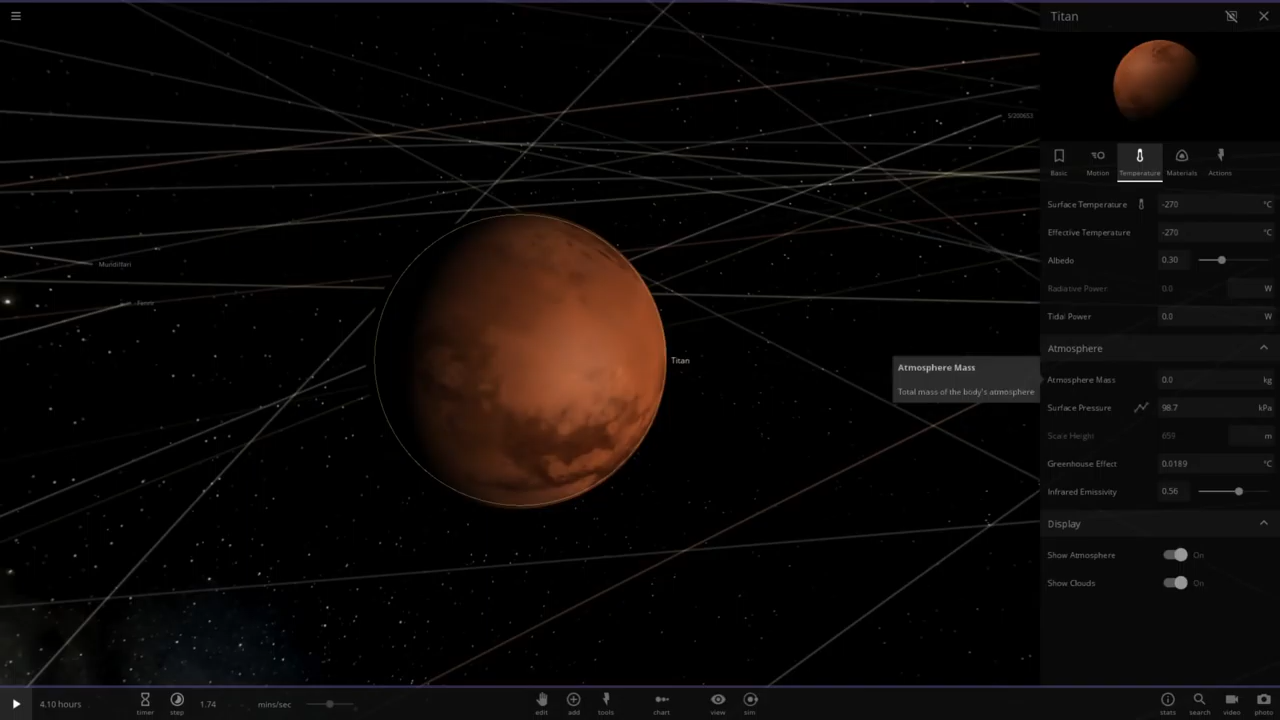 Titan
Basic
Motion
Temperature
Materials
Actions
Surface Temperature -270 °C
Effective Temperature -270 °C
Albedo 0.30
Radiative Power 0.0 W
Tidal Power 0.0 W
Atmosphere
Atmosphere Mass 0.0 kg
Surface Pressure 98.7 kPa
Scale Height 659 m
Greenhouse Effect 0.0189 °C
Infrared Emissivity 0.56
Display
Show Atmosphere On
Show Clouds On
Atmosphere Mass
Total mass of the body's atmosphere
Mundilfari
Titan
4.10 hours
timer
step
1.74 mins/sec
edit
add
tools
chart
view
sim
stats
search
video
photo